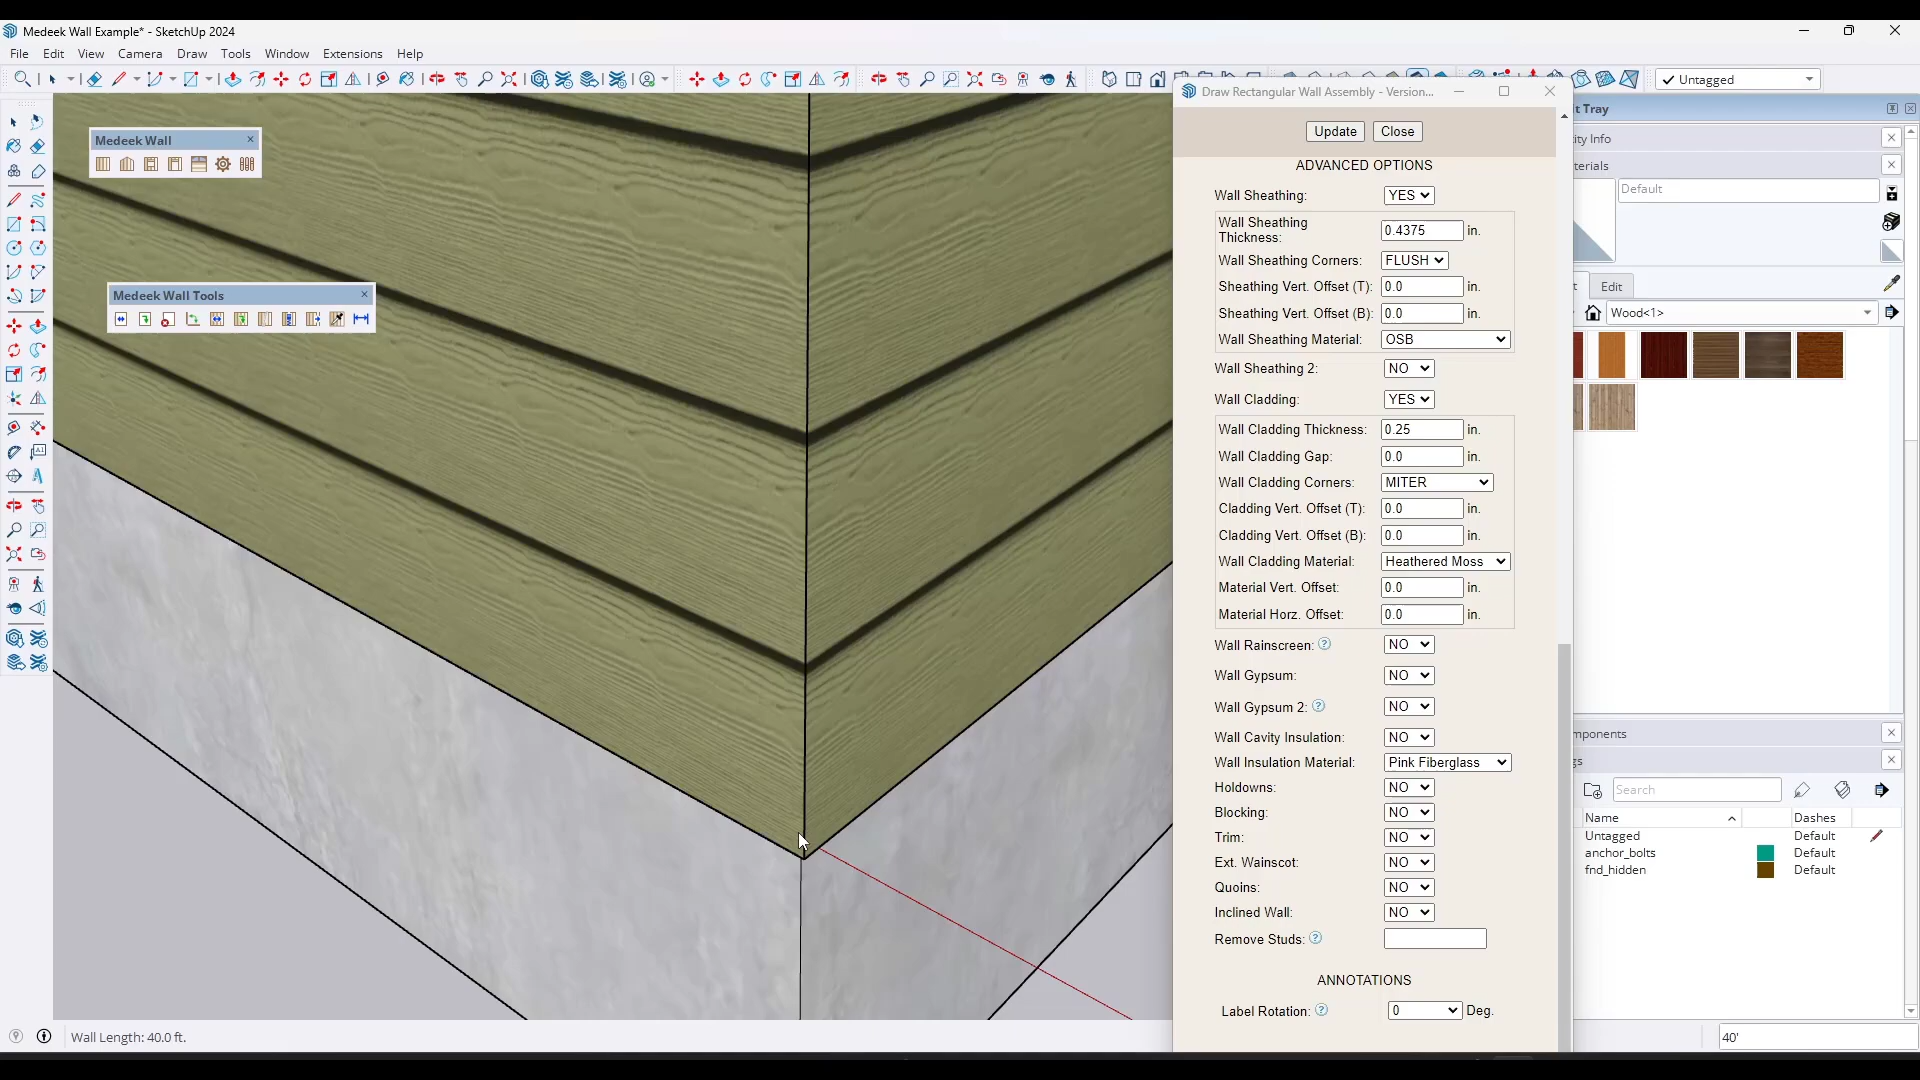 Medeek Wall Example* - SketchUp 2024
File Edit View Camera Draw Tools Window Extensions Help
Untagged
Medeek Wall
Medeek Wall Tools
Draw Rectangular Wall Assembly - Version...
Update Close
ADVANCED OPTIONS
Wall Sheathing: YES
Wall Sheathing
Thickness: 0.4375 in.
Wall Sheathing Corners: FLUSH
Sheathing Vert. Offset (T): 0.0 in.
Sheathing Vert. Offset (B): 0.0 in.
Wall Sheathing Material: OSB
Wall Sheathing 2: NO
Wall Cladding: YES
Wall Cladding Thickness: 0.25 in.
Wall Cladding Gap: 0.0 in.
Wall Cladding Corners: MITER
Cladding Vert. Offset (T): 0.0 in.
Cladding Vert. Offset (B): 0.0 in.
Wall Cladding Material: Heathered Moss
Material Vert. Offset: 0.0 in.
Material Horz. Offset: 0.0 in.
Wall Rainscreen: ? NO
Wall Gypsum: NO
Wall Gypsum 2: ? NO
Wall Cavity Insulation: NO
Wall Insulation Material: Pink Fiberglass
Holdowns: NO
Blocking: NO
Trim: NO
Ext. Wainscot: NO
Quoins: NO
Inclined Wall: NO
Remove Studs: ?
ANNOTATIONS
Label Rotation: ? 0 Deg.
t Tray
ity Info
terials
Default
t Edit
Wood<1>
mponents
gs
Search
Name Dashes
Untagged Default
anchor_bolts Default
fnd_hidden Default
Wall Length: 40.0 ft.
40'